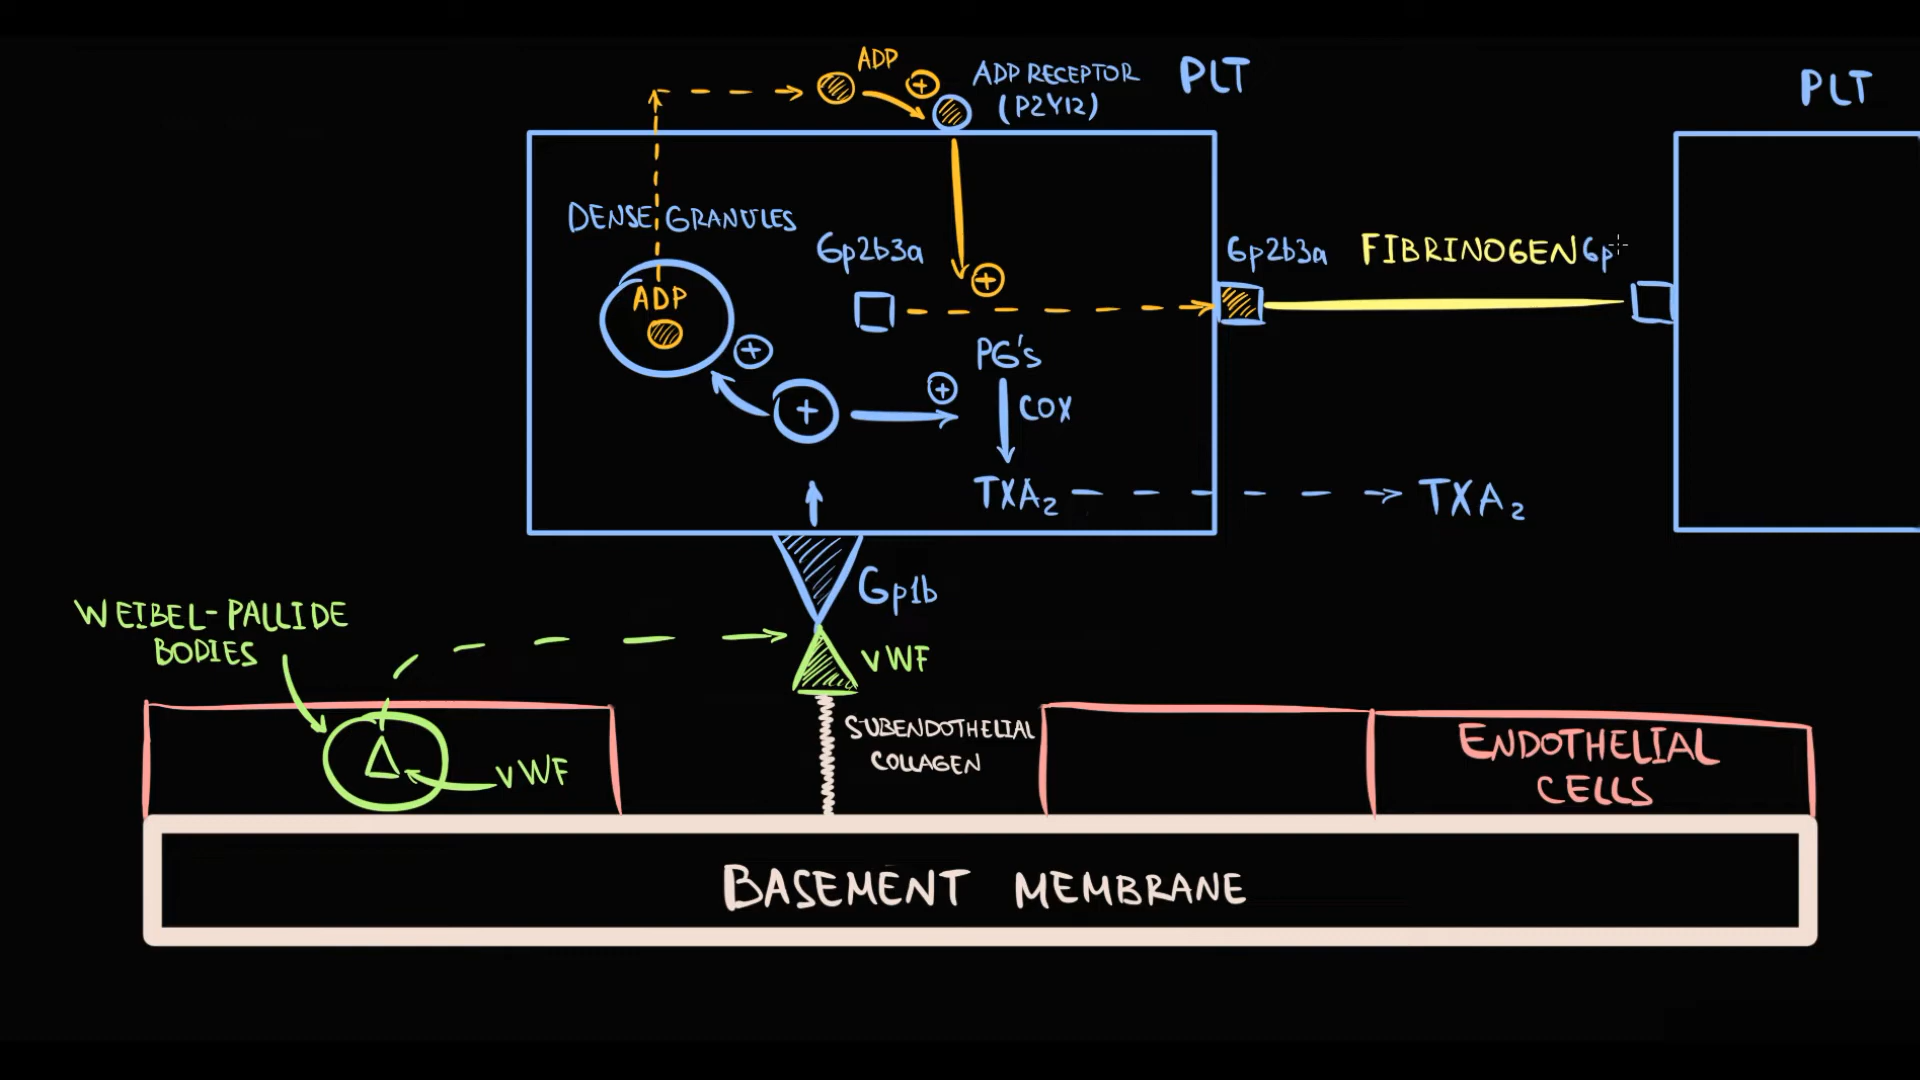 ADP
ADP RECEPTOR
(P2Y12)
PLT
PLT
DENSE GRANULES
Gp2b3a
Gp2b3a
FIBRINOGEN
Gp
ADP
PG's
COX
TXA₂
TXA₂
Gp1b
WEIBEL-PALLIDE
BODIES
vWF
SUBENDOTHELIAL
COLLAGEN
vWF
ENDOTHELIAL
CELLS
BASEMENT MEMBRANE